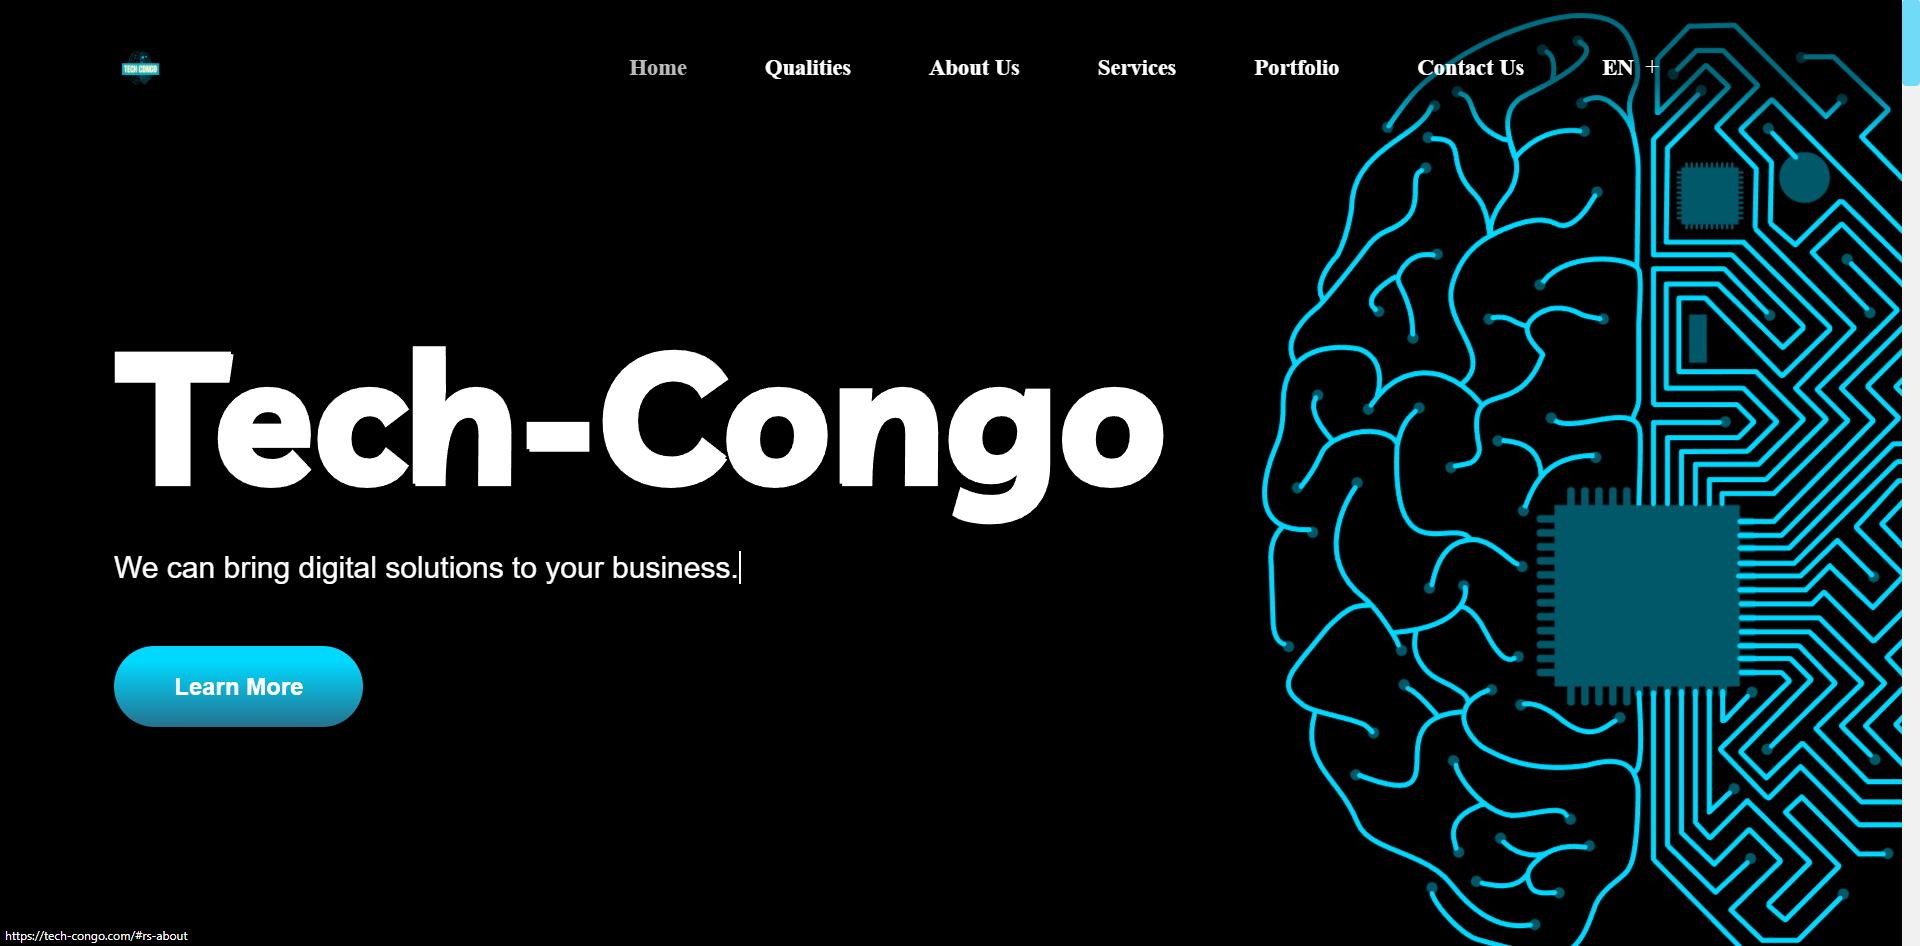 TECH CONGO
Home Qualities About Us Services Portfolio Contact Us EN +
Tech-Congo
We can bring digital solutions to your business.
Learn More
https://tech-congo.com/#rs-about